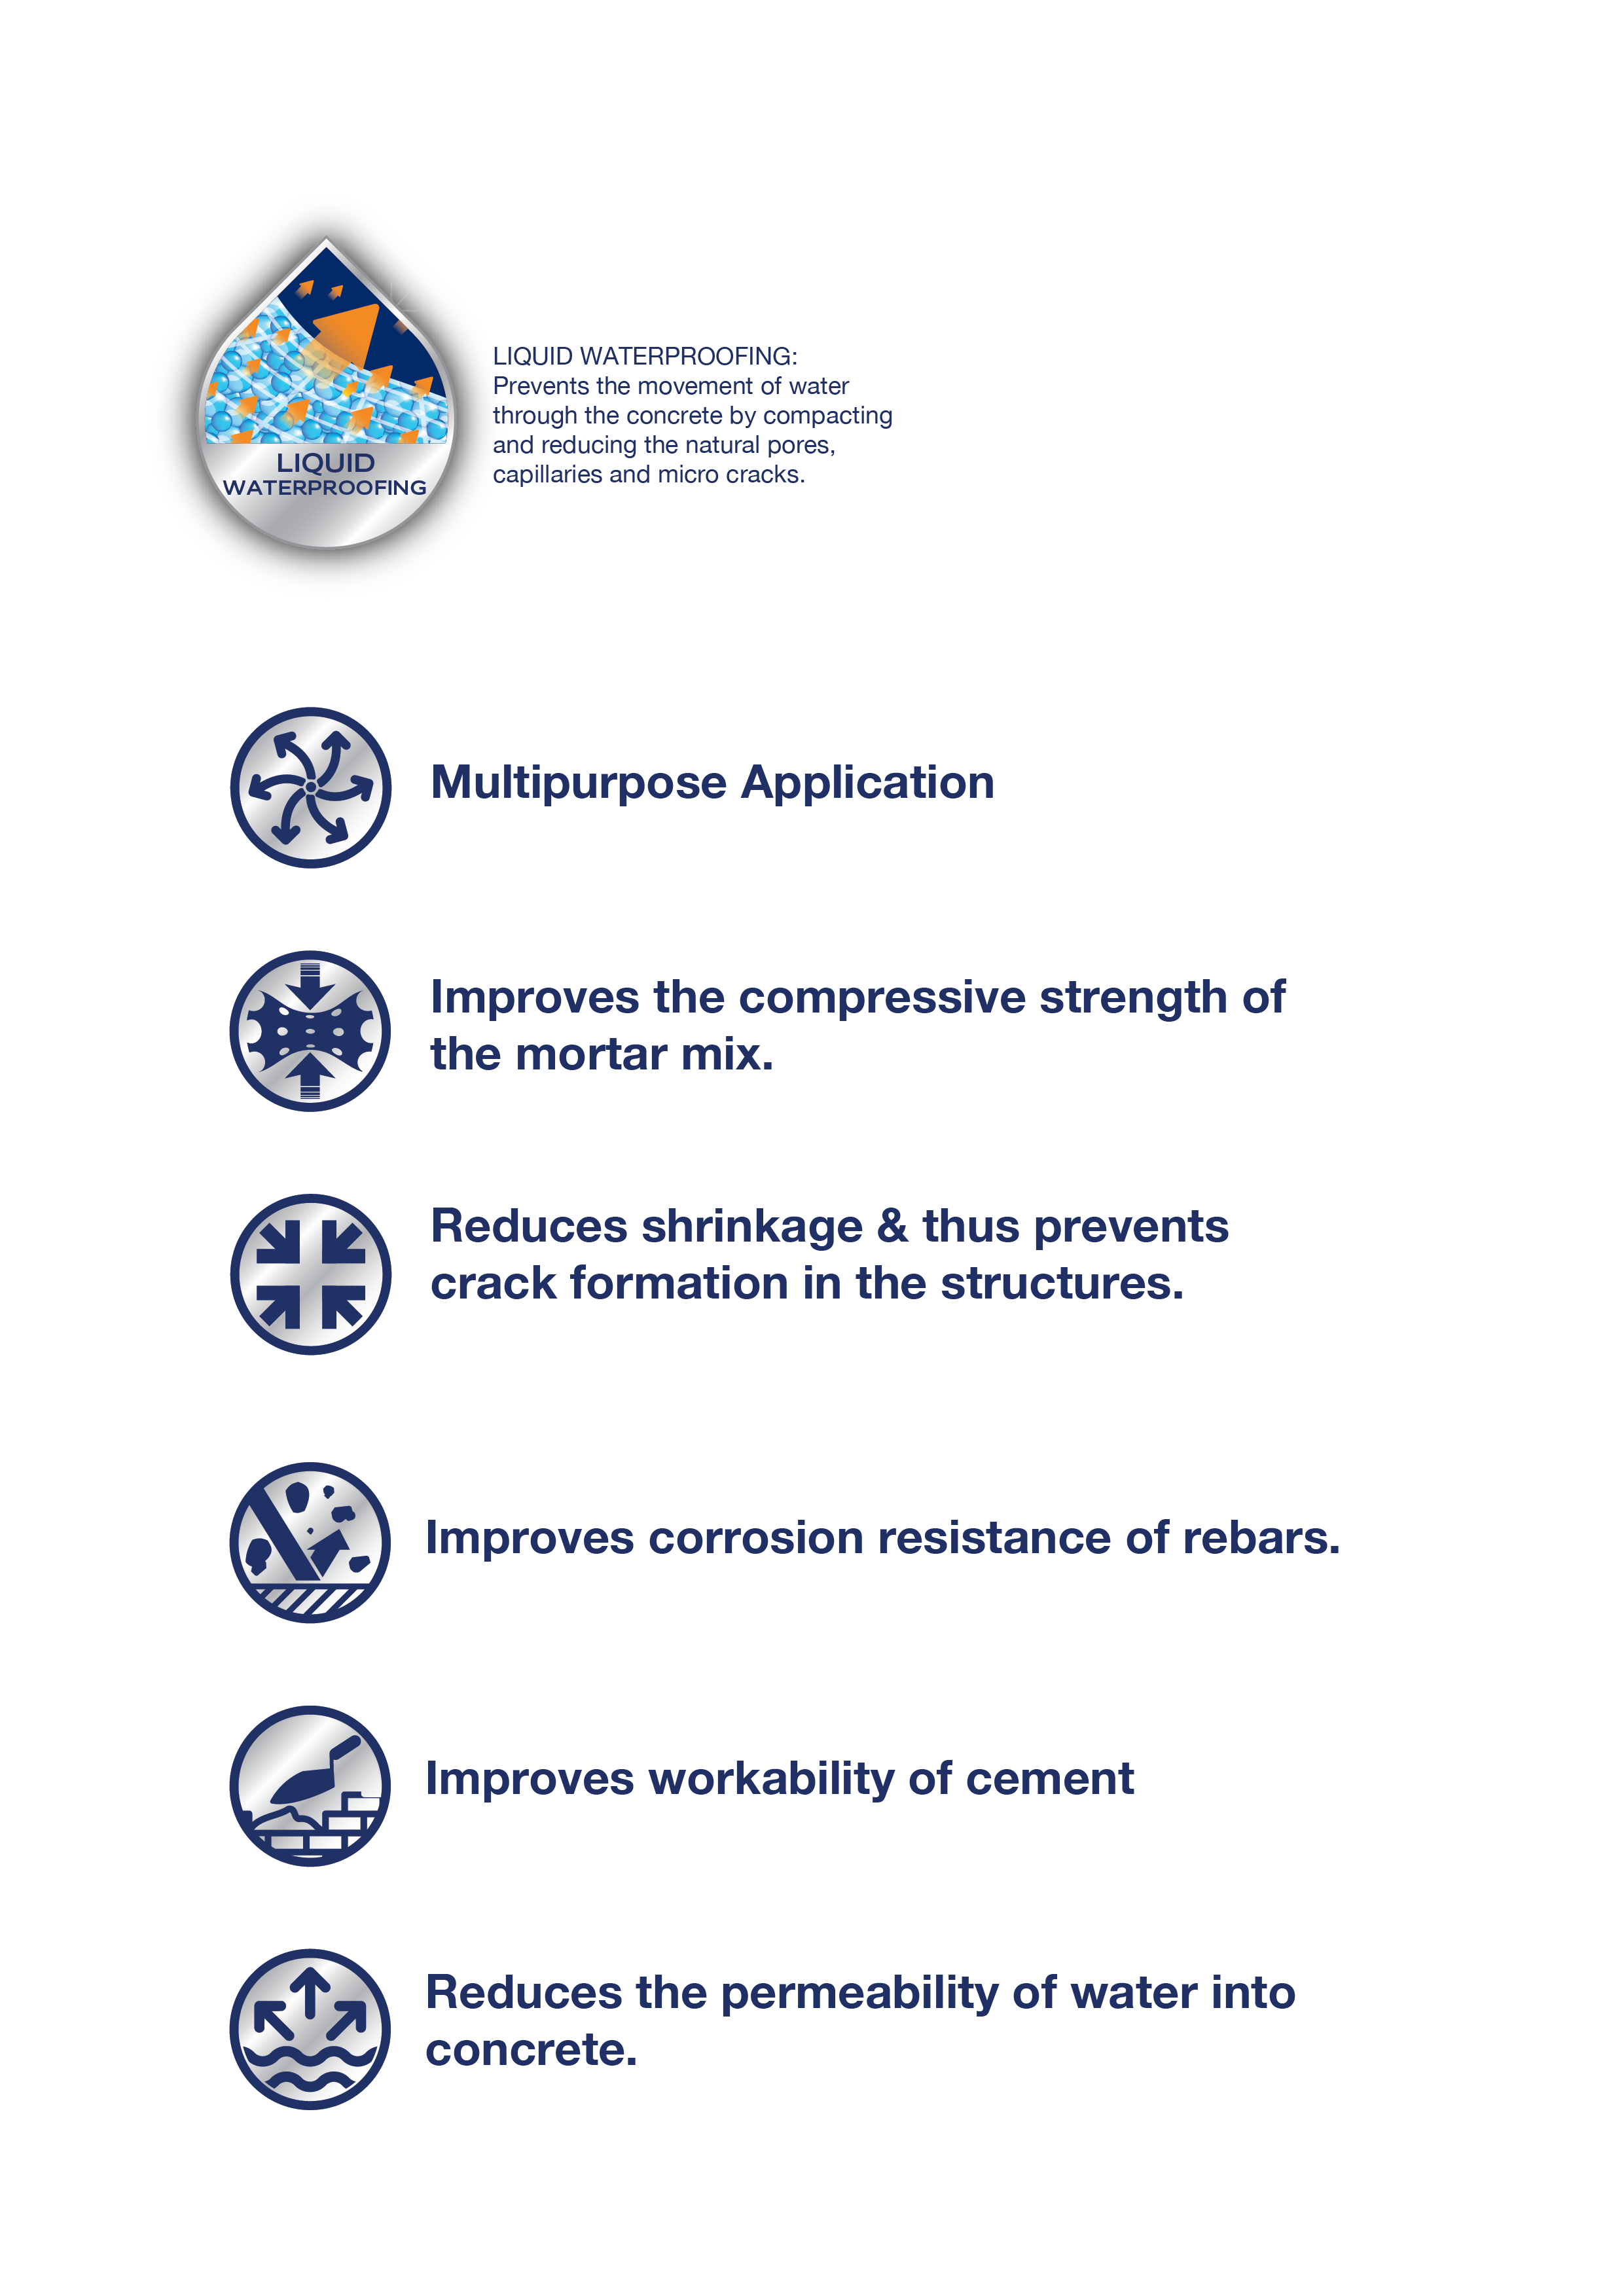 LIQUID
WATERPROOFING
LIQUID WATERPROOFING:
Prevents the movement of water
through the concrete by compacting
and reducing the natural pores,
capillaries and micro cracks.
Multipurpose Application
Improves the compressive strength of
the mortar mix.
Reduces shrinkage & thus prevents
crack formation in the structures.
Improves corrosion resistance of rebars.
Improves workability of cement
Reduces the permeability of water into
concrete.